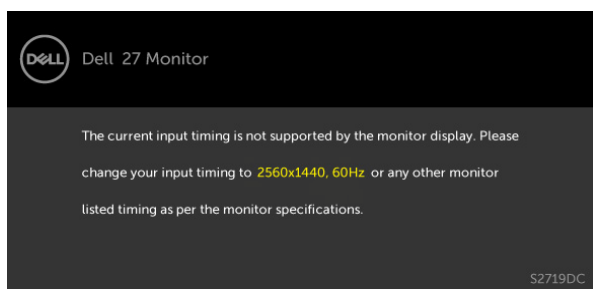 DELL
Dell 27 Monitor
The current input timing is not supported by the monitor display. Please
change your input timing to 2560x1440, 60Hz or any other monitor
listed timing as per the monitor specifications.
S2719DC